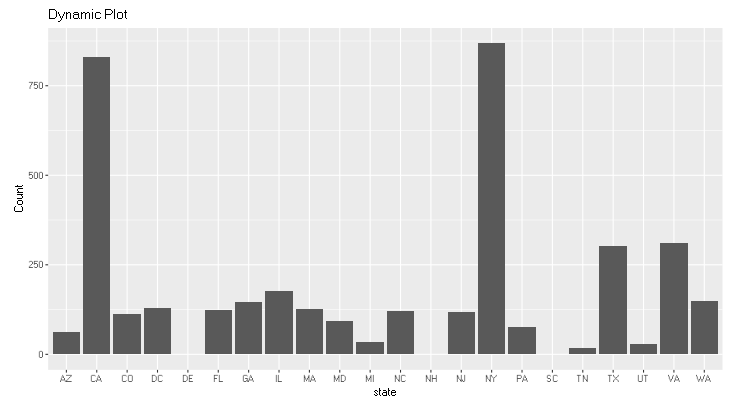 Dynamic Plot
Count
750
500
250
0
AZ CA CO DC DE FL GA IL MA MD MI NC NH NJ NY PA SC TN TX UT VA WA
state